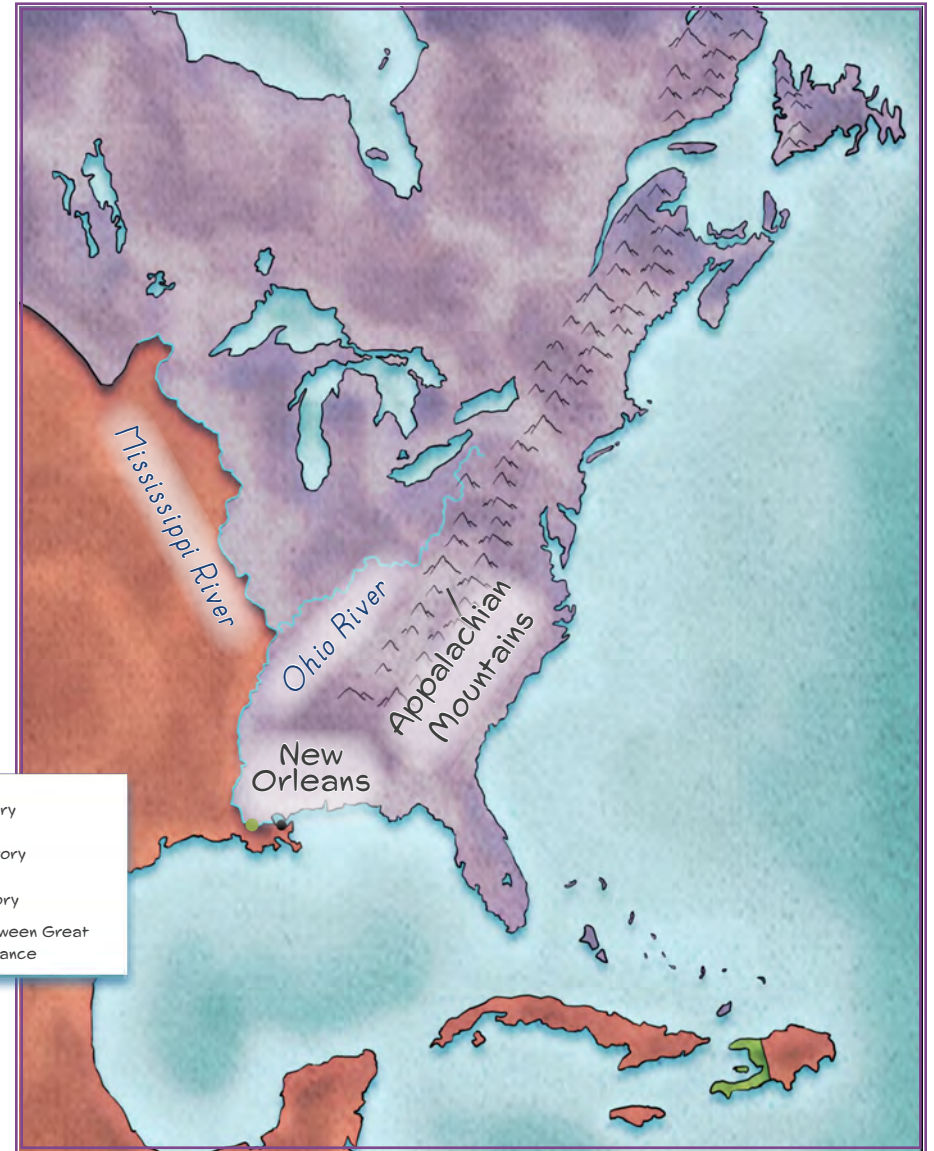 Mississippi River
Ohio River
Appalachian
Mountains
New
Orleans
ry
ory
ory
ween Great
ance